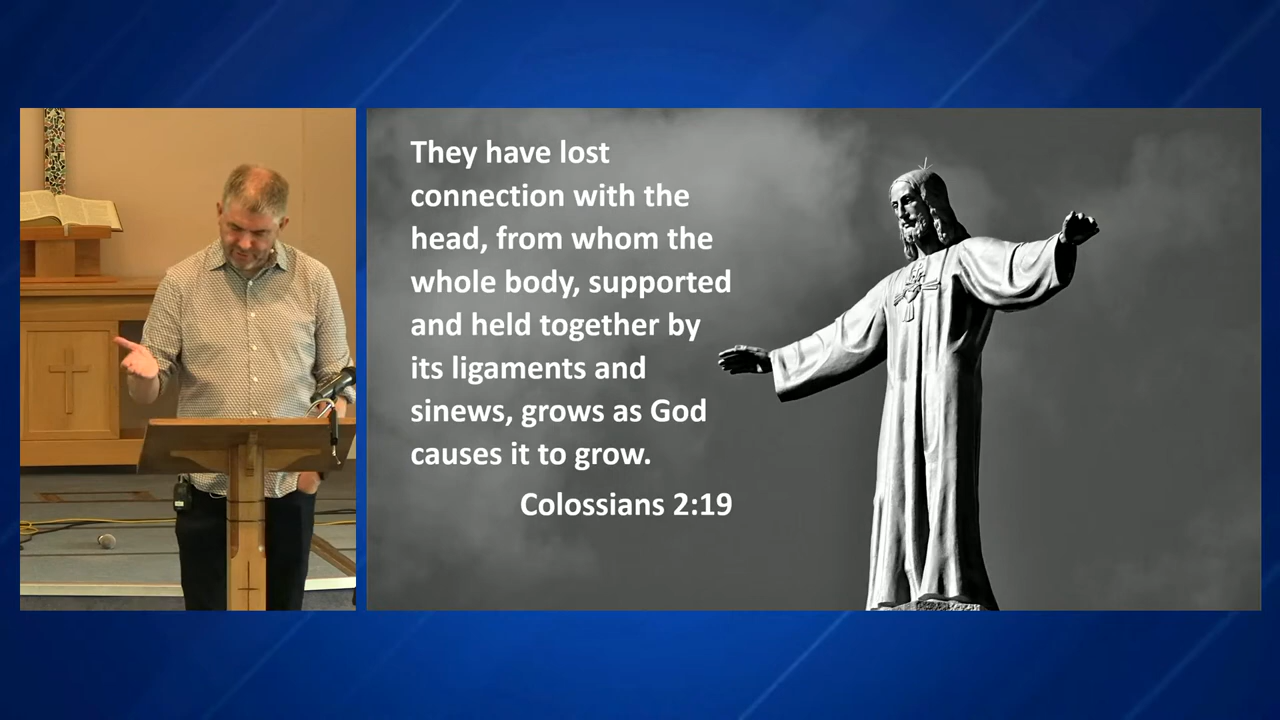 They have lost
connection with the
head, from whom the
whole body, supported
and held together by
its ligaments and
sinews, grows as God
causes it to grow.
Colossians 2:19